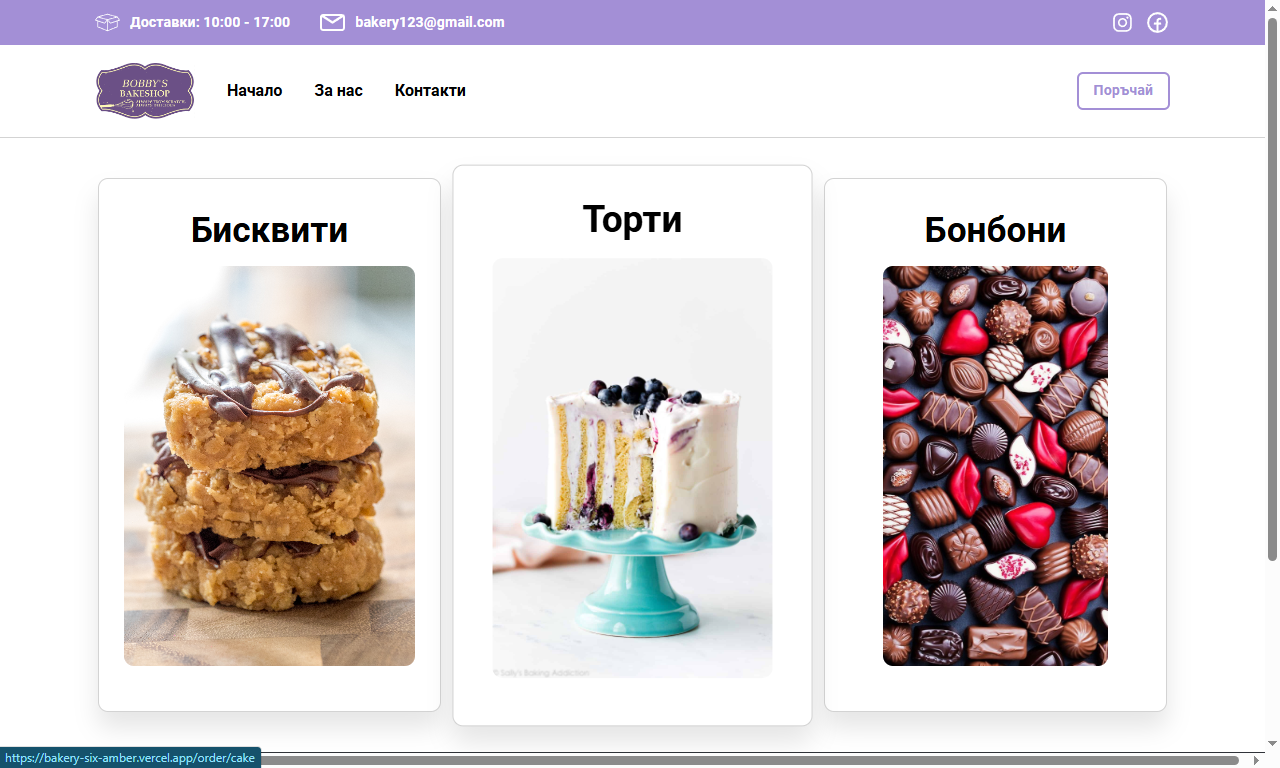 Доставки: 10:00 - 17:00
bakery123@gmail.com
BOBBY'S
BAKESHOP
Начало
За нас
Контакти
Поръчай
Бисквити
Торти
Бонбони
Sally's Baking Addiction
https://bakery-six-amber.vercel.app/order/cake